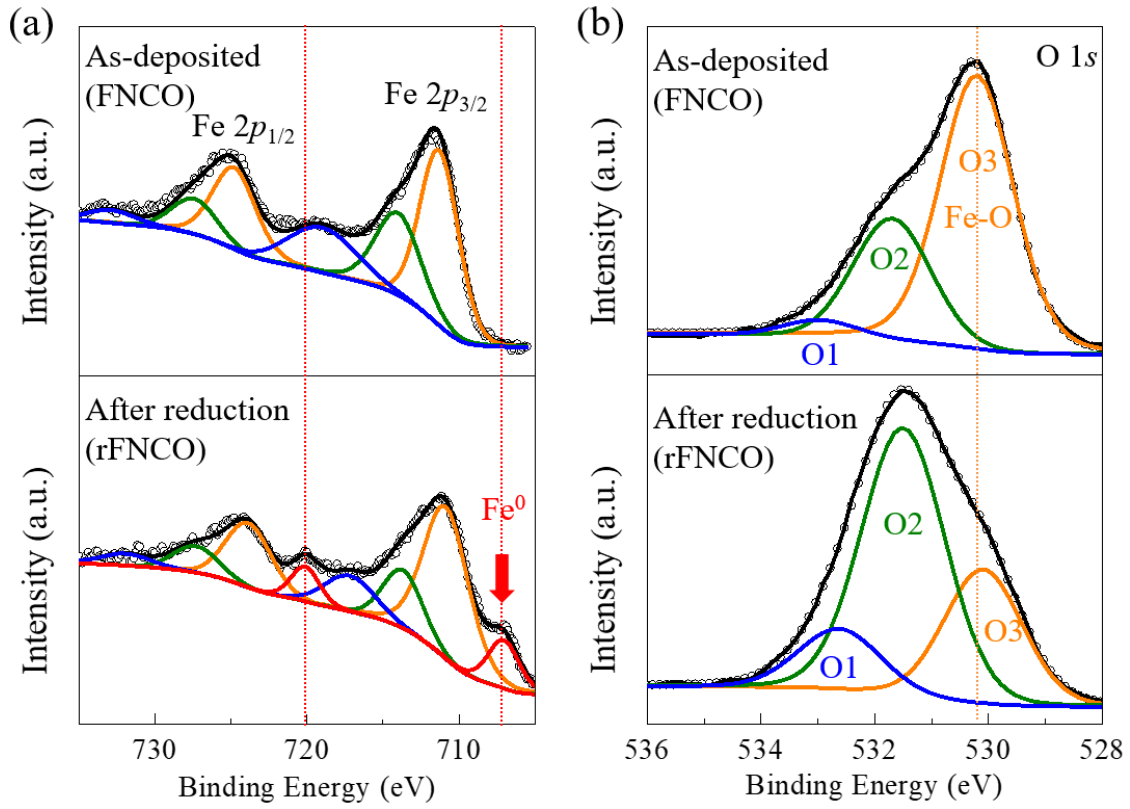 (a)
As-deposited
(FNCO)
Fe 2p1/2
Fe 2p3/2
Intensity (a.u.)
After reduction
(rFNCO)
Fe⁰
Intensity (a.u.)
730
720
710
Binding Energy (eV)
(b)
As-deposited
(FNCO)
O 1s
O3
Fe-O
O2
O1
Intensity (a.u.)
After reduction
(rFNCO)
O2
O3
O1
Intensity (a.u.)
536
534
532
530
528
Binding Energy (eV)